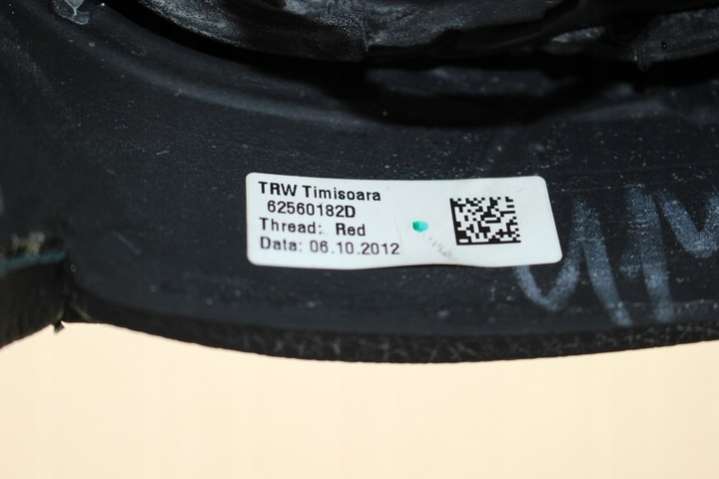 TRW Timisoara
62560182D
Thread: Red
Data: 06.10.2012